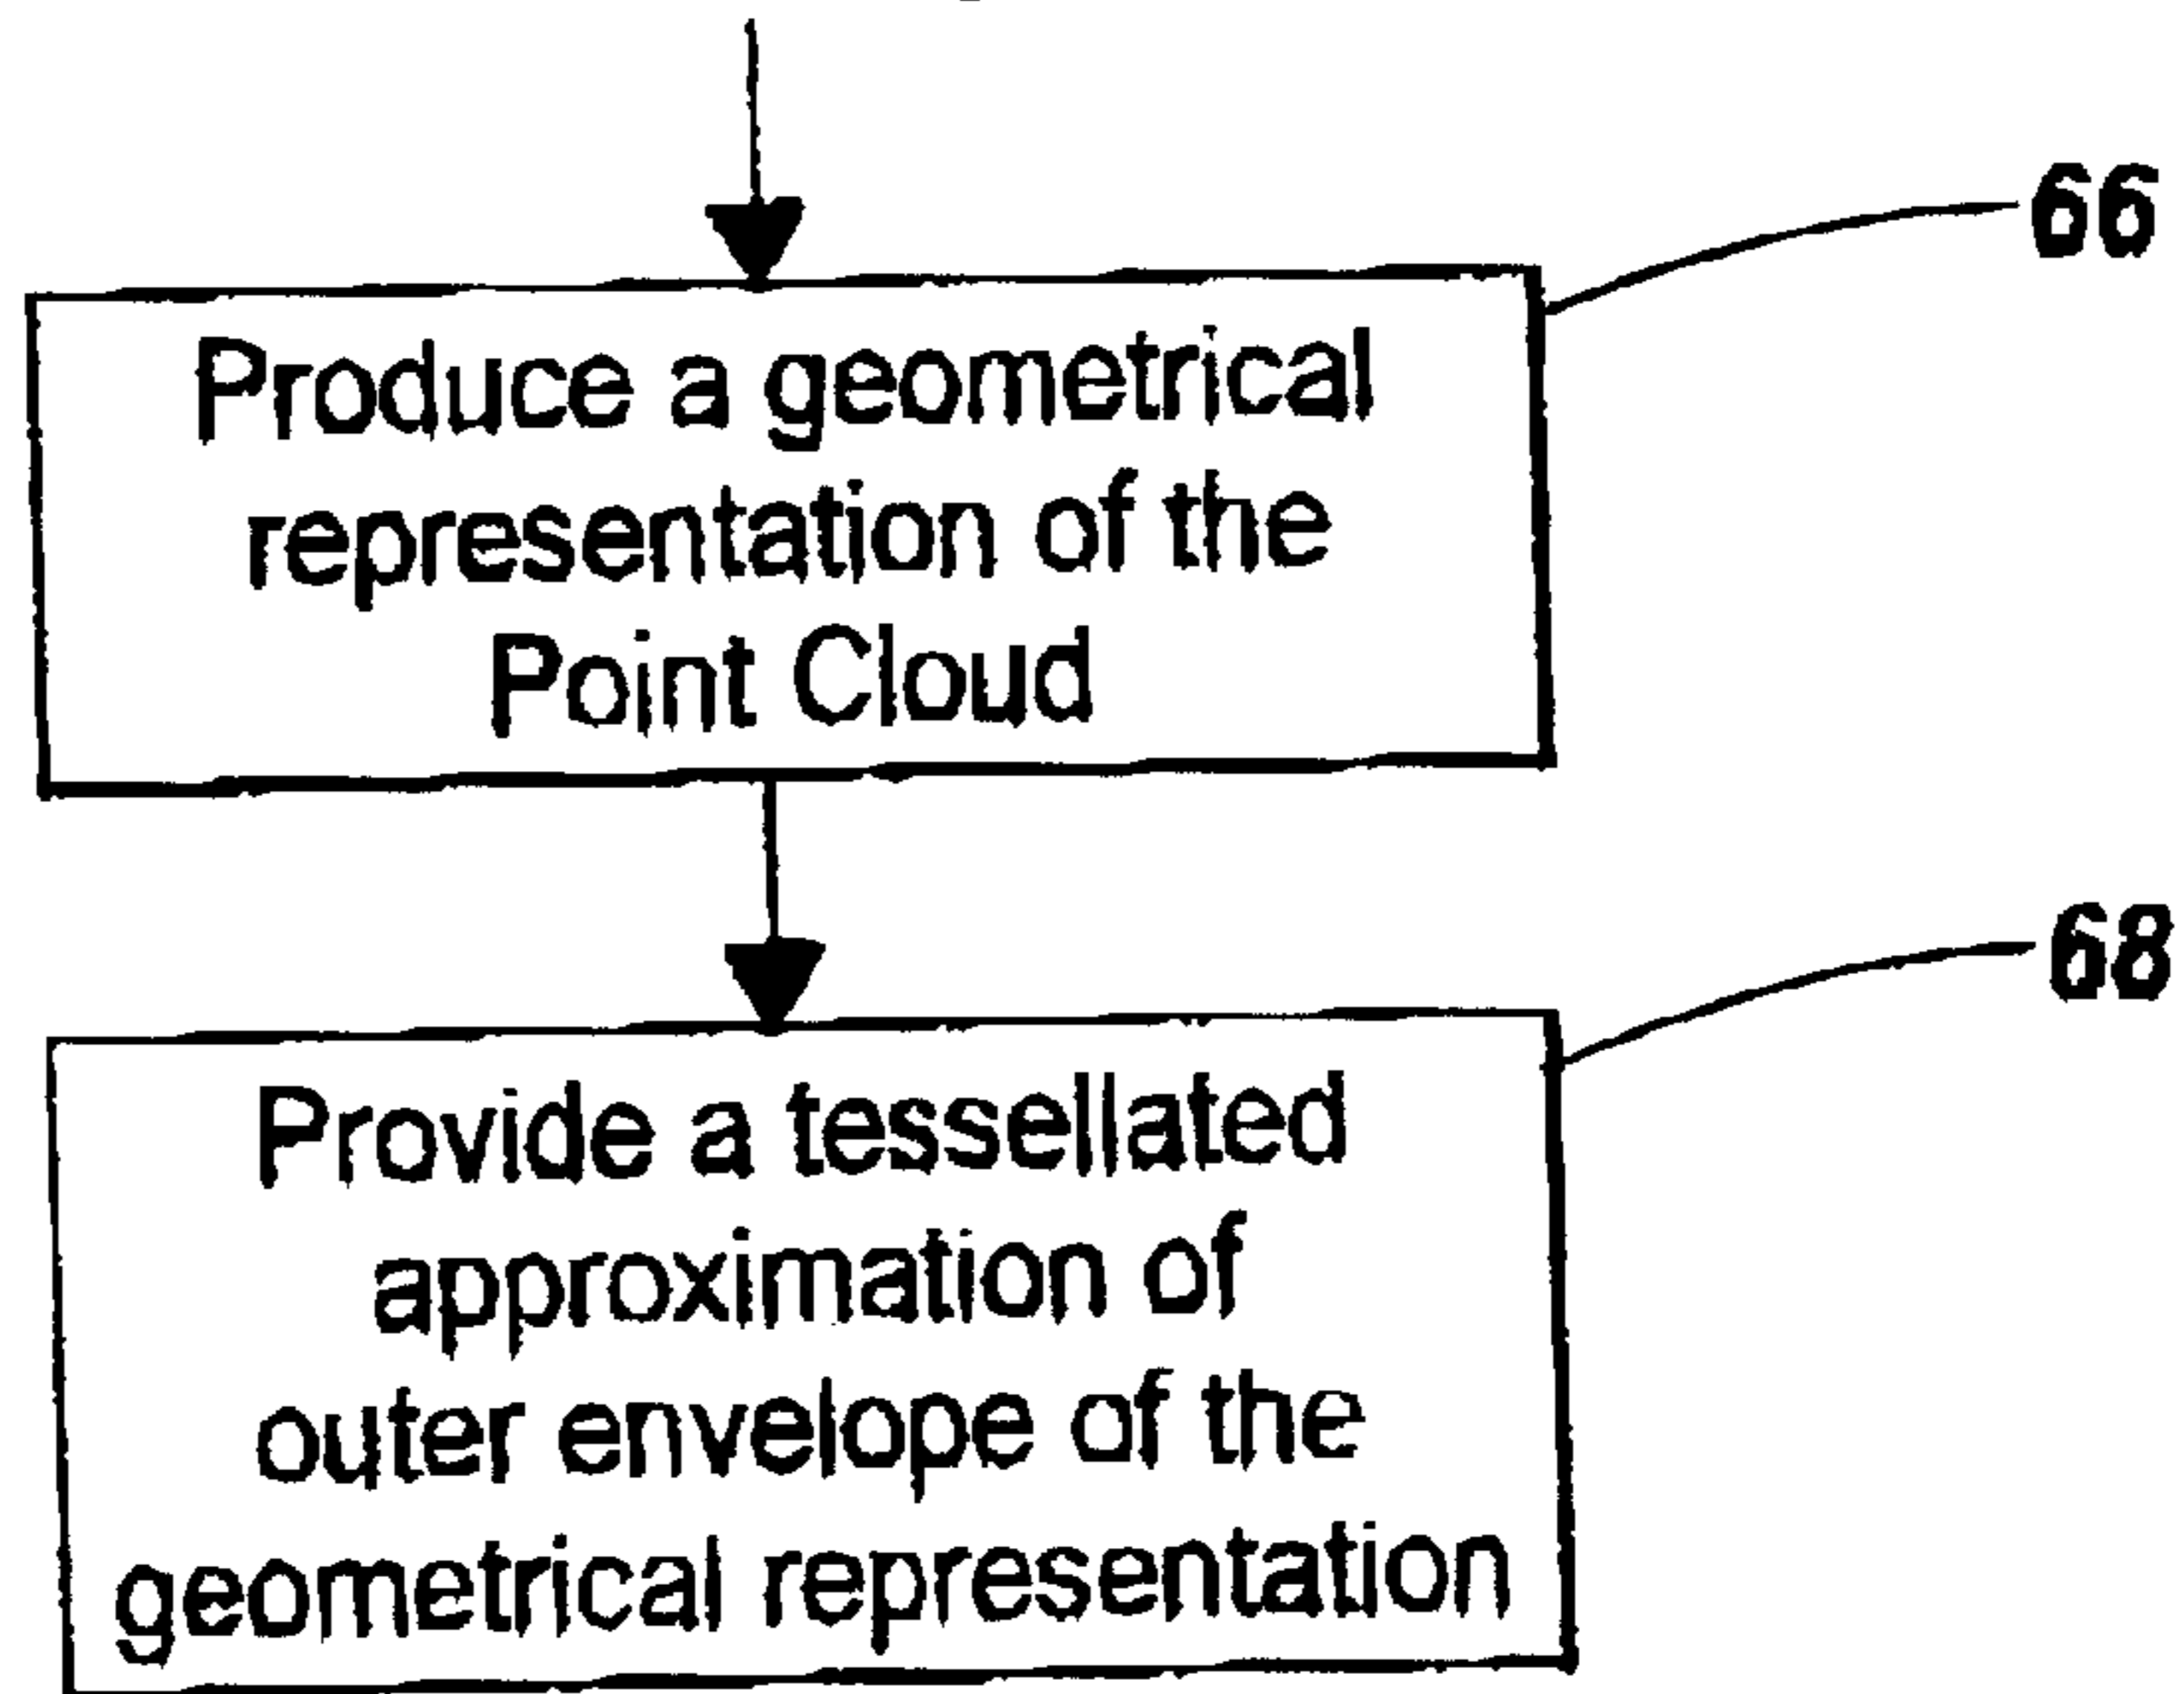 66
Produce a geometrical
representation of the
Point Cloud
68
Provide a tessellated
approximation of
outer envelope of the
geometrical representation